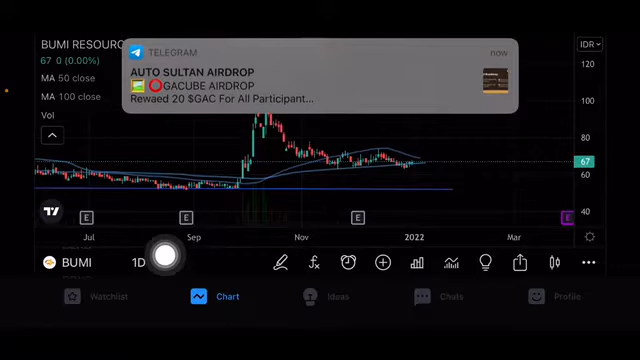 BUMI RESOURC
67 0 (0.00%)
MA 50 close
MA 100 close
Vol
TELEGRAM
now
AUTO SULTAN AIRDROP
GACUBE AIRDROP
Rewaed 20 $GAC For All Participant...
IDR
120
100
80
67
60
40
E
E
E
E
Jul
Sep
Nov
2022
Mar
BUMI
1D
Watchlist
Chart
Ideas
Chats
Profile